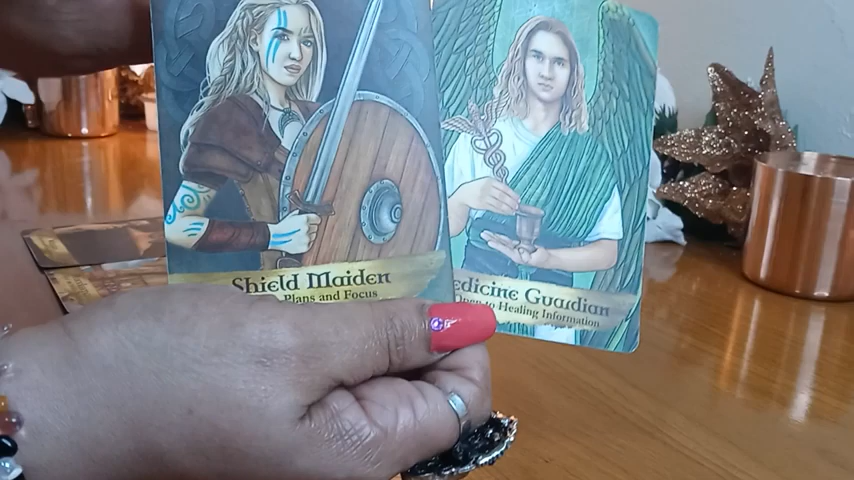 Shield Maiden
Plans and Focus
edicine Guardian
Open to Healing Information